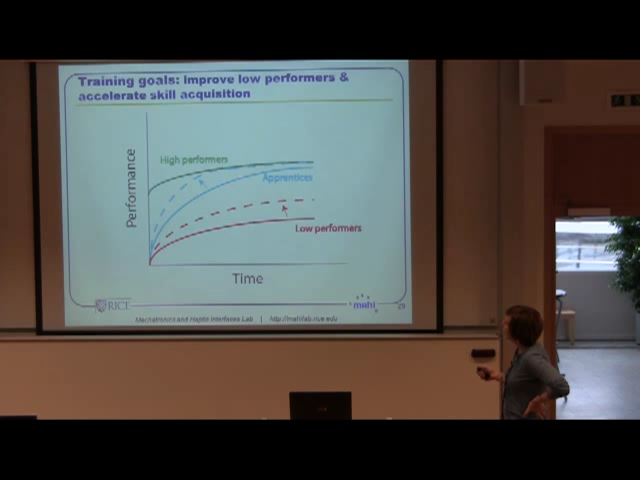 Training goals: Improve low performers &
accelerate skill acquisition
High performers
Apprentices
Low performers
Performance
Time
RICE
mahi
29
Mechatronics and Haptic Interfaces Lab | http://mahilab.rice.edu